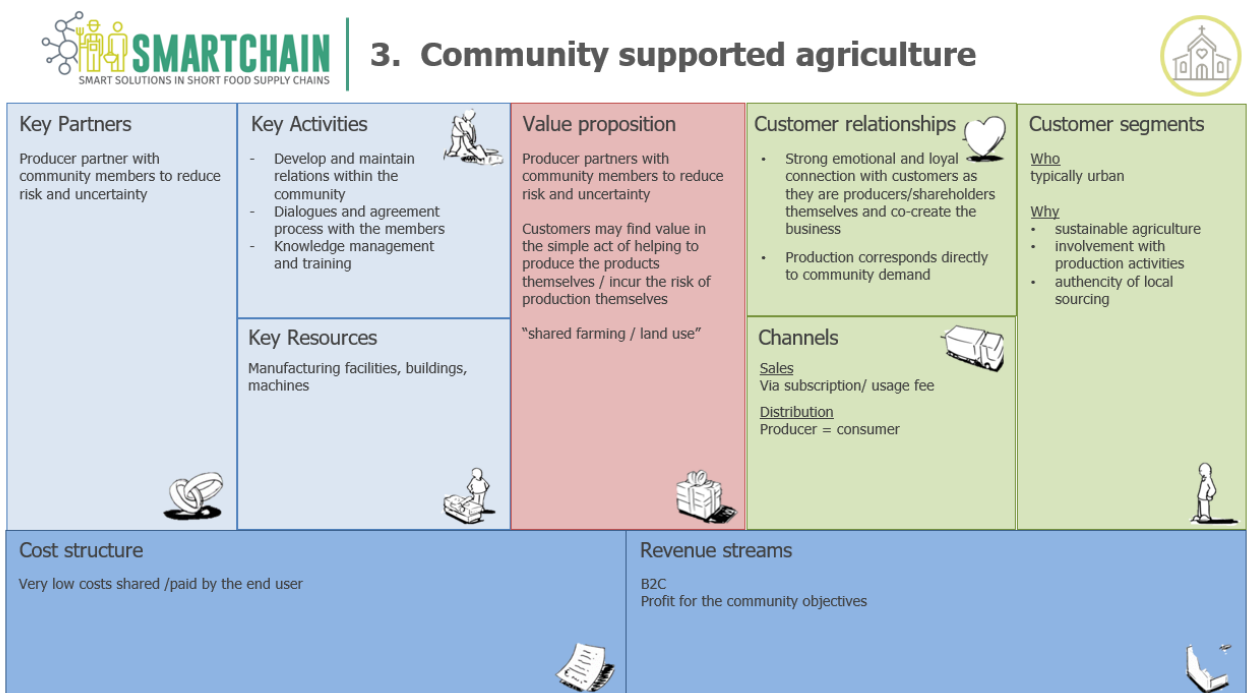 SMARTCHAIN
SMART SOLUTIONS IN SHORT FOOD SUPPLY CHAINS
3. Community supported agriculture
Key Partners
Producer partner with
community members to reduce
risk and uncertainty
Key Activities
- Develop and maintain
relations within the
community
- Dialogues and agreement
process with the members
- Knowledge management
and training
Key Resources
Manufacturing facilities, buildings,
machines
Value proposition
Producer partners with
community members to reduce
risk and uncertainty
Customers may find value in
the simple act of helping to
produce the products
themselves / incur the risk of
production themselves
“shared farming / land use”
Customer relationships
• Strong emotional and loyal
connection with customers as
they are producers/shareholders
themselves and co-create the
business
• Production corresponds directly
to community demand
Channels
Sales
Via subscription/ usage fee
Distribution
Producer = consumer
Customer segments
Who
typically urban
Why
• sustainable agriculture
• involvement with
production activities
• authencity of local
sourcing
Cost structure
Very low costs shared /paid by the end user
Revenue streams
B2C
Profit for the community objectives